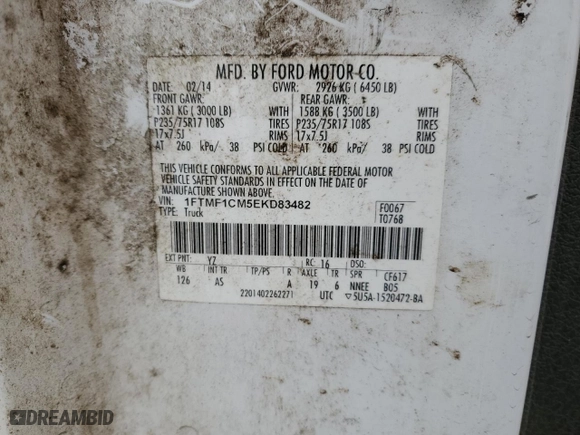 MFD. BY FORD MOTOR CO.
DATE: 02/14 GVWR: 2926 KG ( 6450 LB)
FRONT GAWR: REAR GAWR:
1361 KG ( 3000 LB) WITH 1588 KG ( 3500 LB) WITH
P235/75R17 108S TIRES P235/75R17 108S TIRES
17x7.5J RIMS 17x7.5J RIMS
AT 260 kPa/ 38 PSI COLD AT 260 kPa/ 38 PSI COLD
THIS VEHICLE CONFORMS TO ALL APPLICABLE FEDERAL MOTOR
VEHICLE SAFETY STANDARDS IN EFFECT ON THE DATE OF
MANUFACTURE SHOWN ABOVE.
VIN: 1FTMF1CM5EKD83482 F0067
TYPE: Truck T0768
EXT PNT: YZ RC: 16 DSO:
WB INT TR TP/PS R AXLE TR SPR CF617
126 AS A 19 6 NNEE B05
2201402262271 UTC ▽5U5A-1520472-BA
DREAMBID